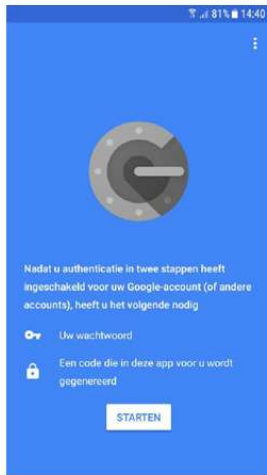 81% 14:40
Nadat u authenticatie in twee stappen heeft
ingeschakeld voor uw Google-account (of andere
accounts), heeft u het volgende nodig
Uw wachtwoord
Een code die in deze app voor u wordt
gegenereerd
STARTEN